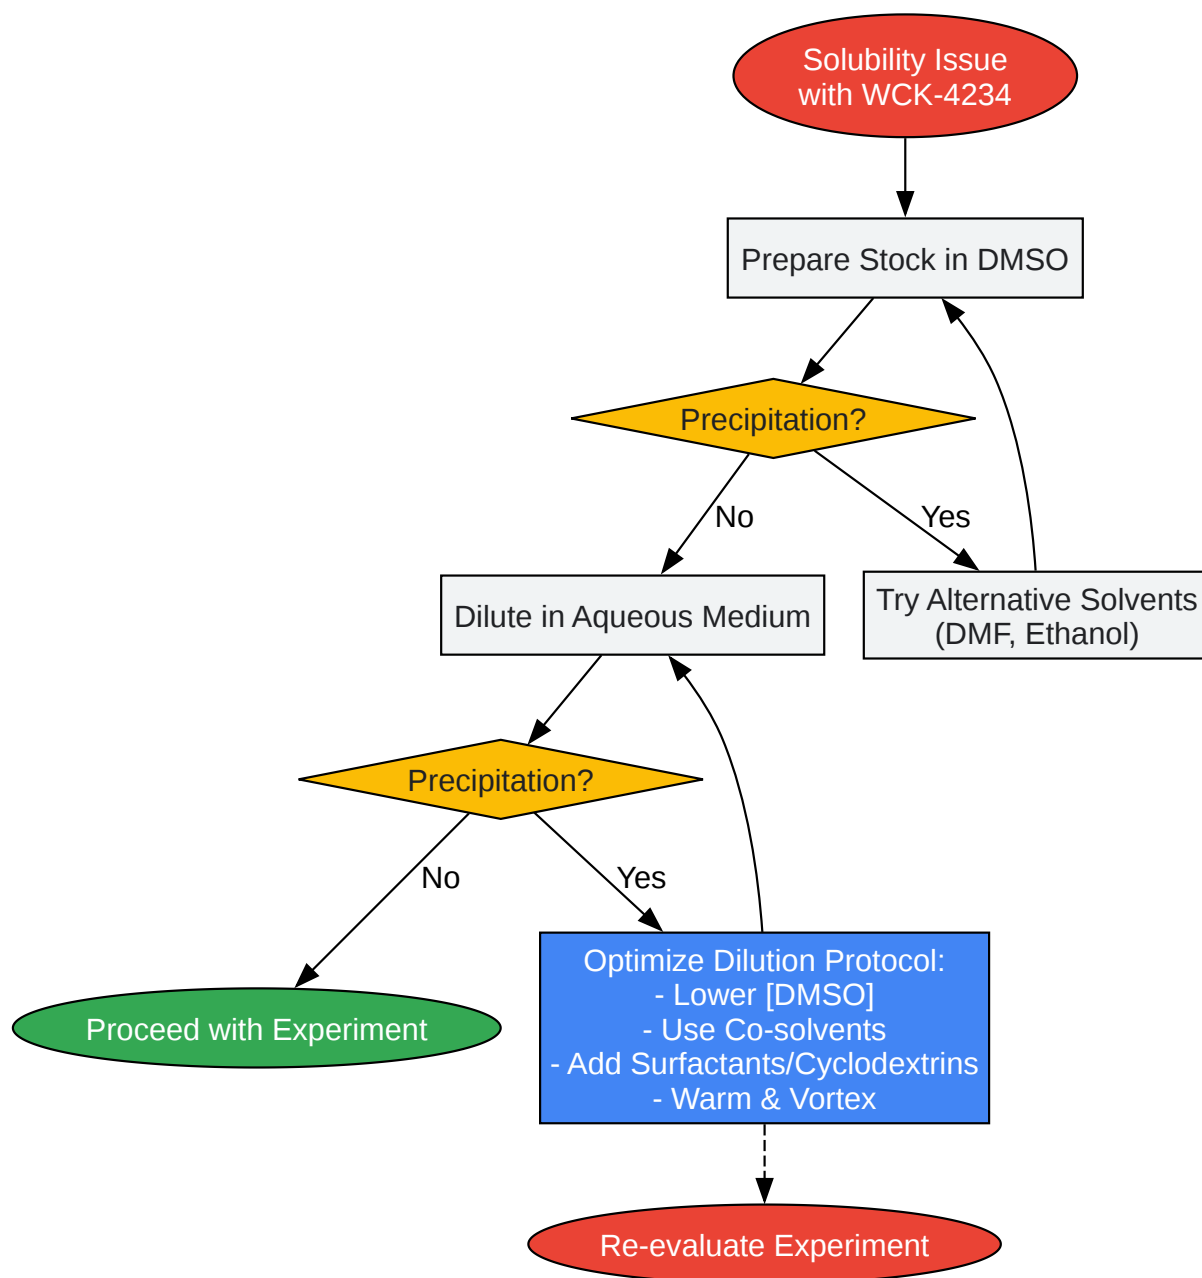 Solubility Issue
with WCK-4234
Prepare Stock in DMSO
Precipitation?
No
Yes
Dilute in Aqueous Medium
Try Alternative Solvents
(DMF, Ethanol)
Precipitation?
No
Yes
Optimize Dilution Protocol:
- Lower [DMSO]
- Use Co-solvents
- Add Surfactants/Cyclodextrins
- Warm & Vortex
Proceed with Experiment
Re-evaluate Experiment